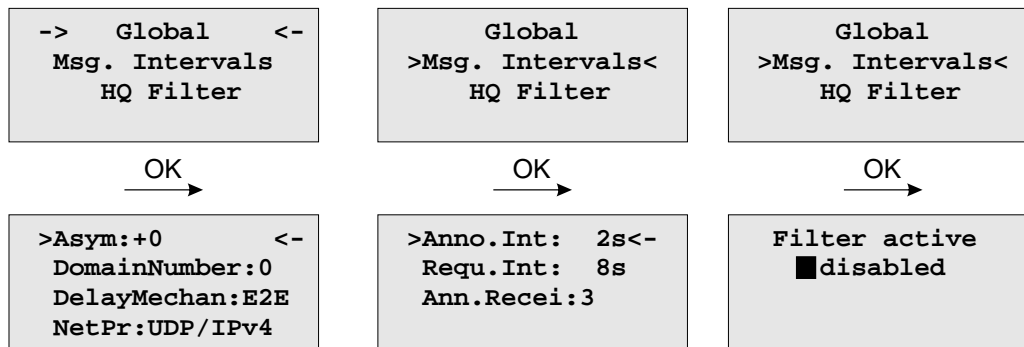 -> Global <-
Msg. Intervals
HQ Filter
Global
>Msg. Intervals<
HQ Filter
Global
>Msg. Intervals<
HQ Filter
OK
OK
OK
>Asym:+0 <-
DomainNumber:0
DelayMechan:E2E
NetPr:UDP/IPv4
>Anno.Int: 2s<-
Requ.Int: 8s
Ann.Recei:3
Filter active
disabled